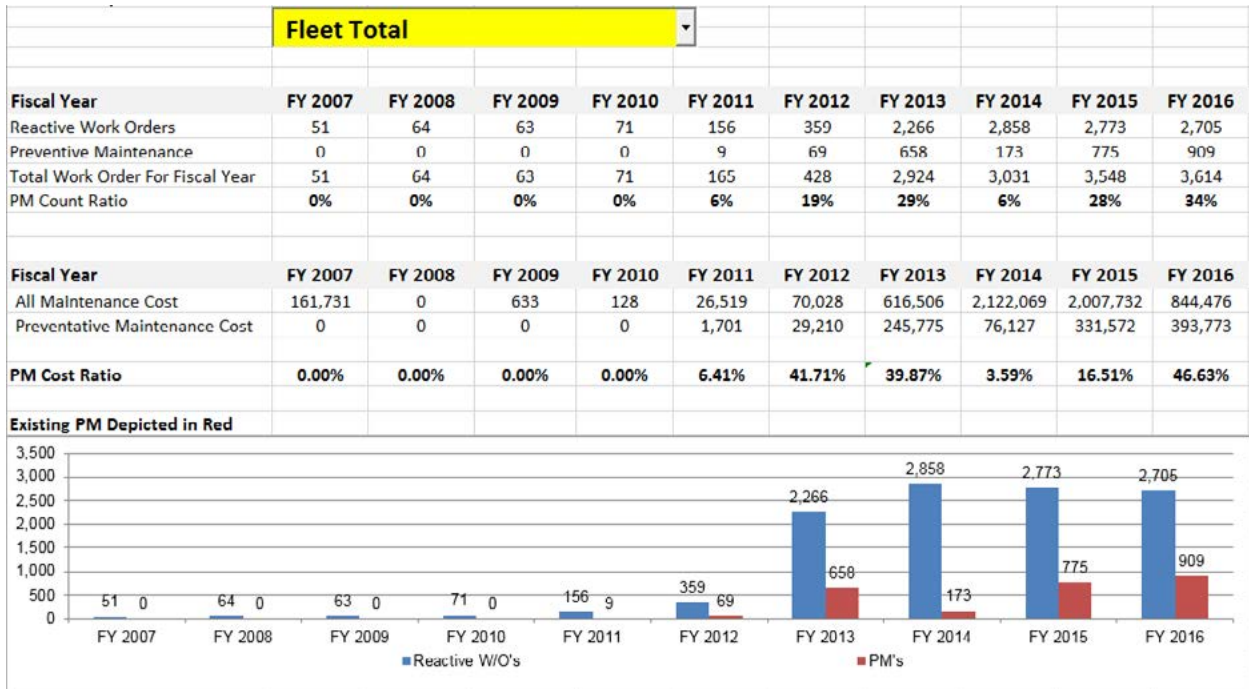 Fleet Total
Fiscal Year FY 2007 FY 2008 FY 2009 FY 2010 FY 2011 FY 2012 FY 2013 FY 2014 FY 2015 FY 2016
Reactive Work Orders 51 64 63 71 156 359 2,266 2,858 2,773 2,705
Preventive Maintenance 0 0 0 0 9 69 658 173 775 909
Total Work Order For Fiscal Year 51 64 63 71 165 428 2,924 3,031 3,548 3,614
PM Count Ratio 0% 0% 0% 0% 6% 19% 29% 6% 28% 34%
Fiscal Year FY 2007 FY 2008 FY 2009 FY 2010 FY 2011 FY 2012 FY 2013 FY 2014 FY 2015 FY 2016
All Maintenance Cost 161,731 0 633 128 26,519 70,028 616,506 2,122,069 2,007,732 844,476
Preventative Maintenance Cost 0 0 0 0 1,701 29,210 245,775 76,127 331,572 393,773
PM Cost Ratio 0.00% 0.00% 0.00% 0.00% 6.41% 41.71% 39.87% 3.59% 16.51% 46.63%
Existing PM Depicted in Red
3,500
3,000
2,500
2,000
1,500
1,000
500
0
51 0 64 0 63 0 71 0 156 9 359 69 2,266 658 2,858 173 2,773 775 2,705 909
FY 2007 FY 2008 FY 2009 FY 2010 FY 2011 FY 2012 FY 2013 FY 2014 FY 2015 FY 2016
Reactive W/O's PM's